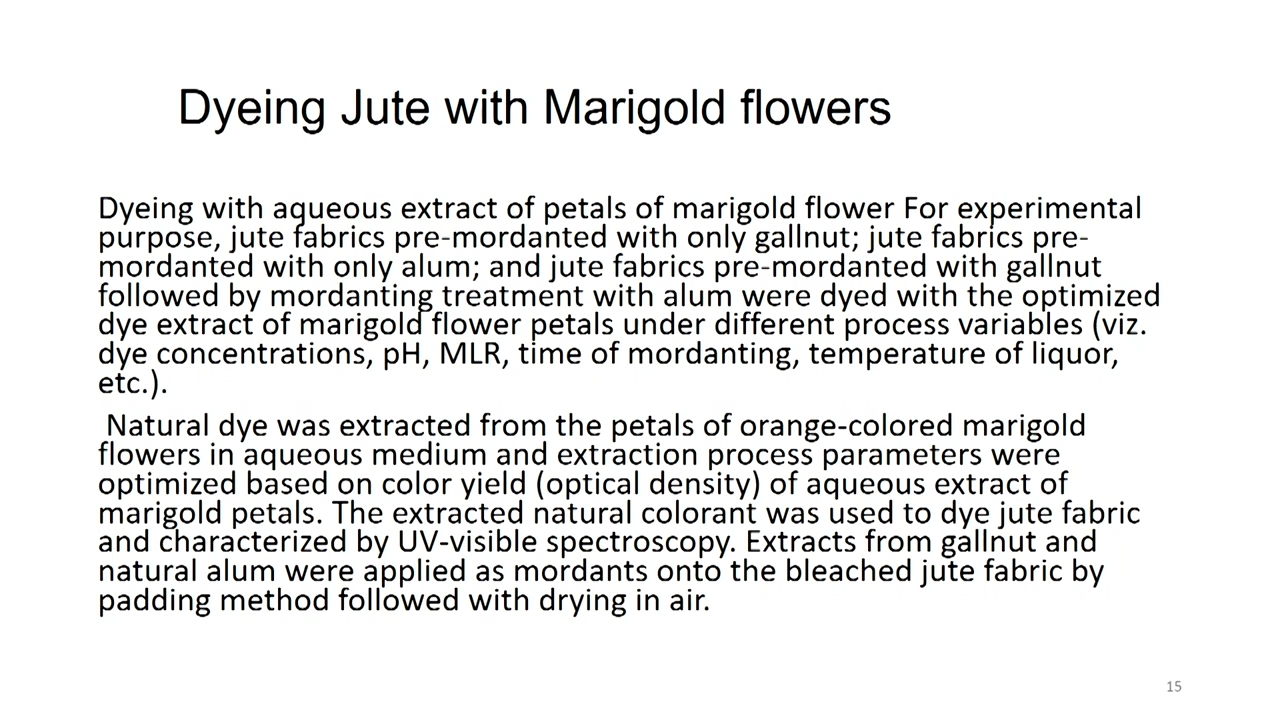 Dyeing Jute with Marigold flowers
Dyeing with aqueous extract of petals of marigold flower For experimental
purpose, jute fabrics pre-mordanted with only gallnut; jute fabrics pre-
mordanted with only alum; and jute fabrics pre-mordanted with gallnut
followed by mordanting treatment with alum were dyed with the optimized
dye extract of marigold flower petals under different process variables (viz.
dye concentrations, pH, MLR, time of mordanting, temperature of liquor,
etc.).
Natural dye was extracted from the petals of orange-colored marigold
flowers in aqueous medium and extraction process parameters were
optimized based on color yield (optical density) of aqueous extract of
marigold petals. The extracted natural colorant was used to dye jute fabric
and characterized by UV-visible spectroscopy. Extracts from gallnut and
natural alum were applied as mordants onto the bleached jute fabric by
padding method followed with drying in air.
15